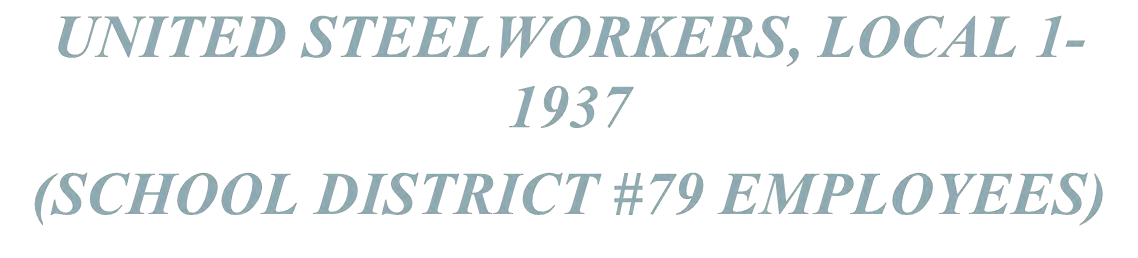 UNITED STEELWORKERS, LOCAL 1-
1937
(SCHOOL DISTRICT #79 EMPLOYEES)